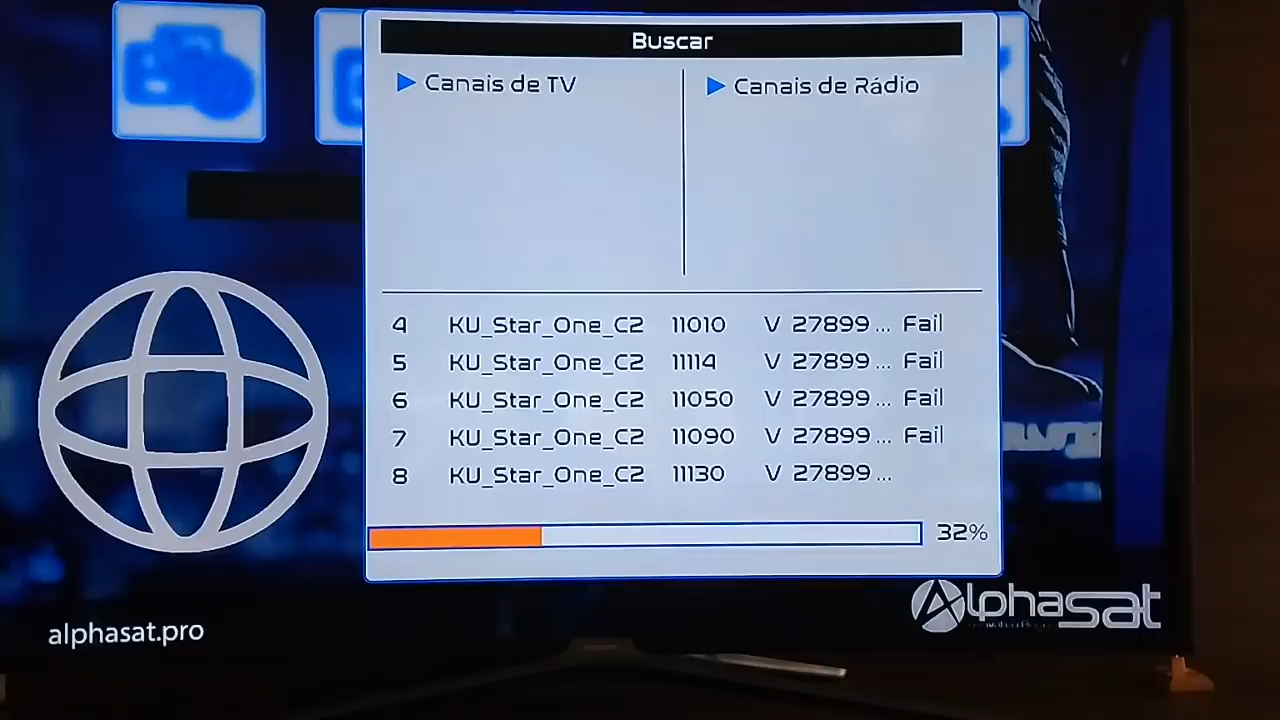 Buscar
Canais de TV
Canais de Rádio
4 KU_Star_One_C2 11010 V 27899 ... Fail
5 KU_Star_One_C2 11114 V 27899 ... Fail
6 KU_Star_One_C2 11050 V 27899 ... Fail
7 KU_Star_One_C2 11090 V 27899 ... Fail
8 KU_Star_One_C2 11130 V 27899 ...
32%
Alphasat
alphasat.pro